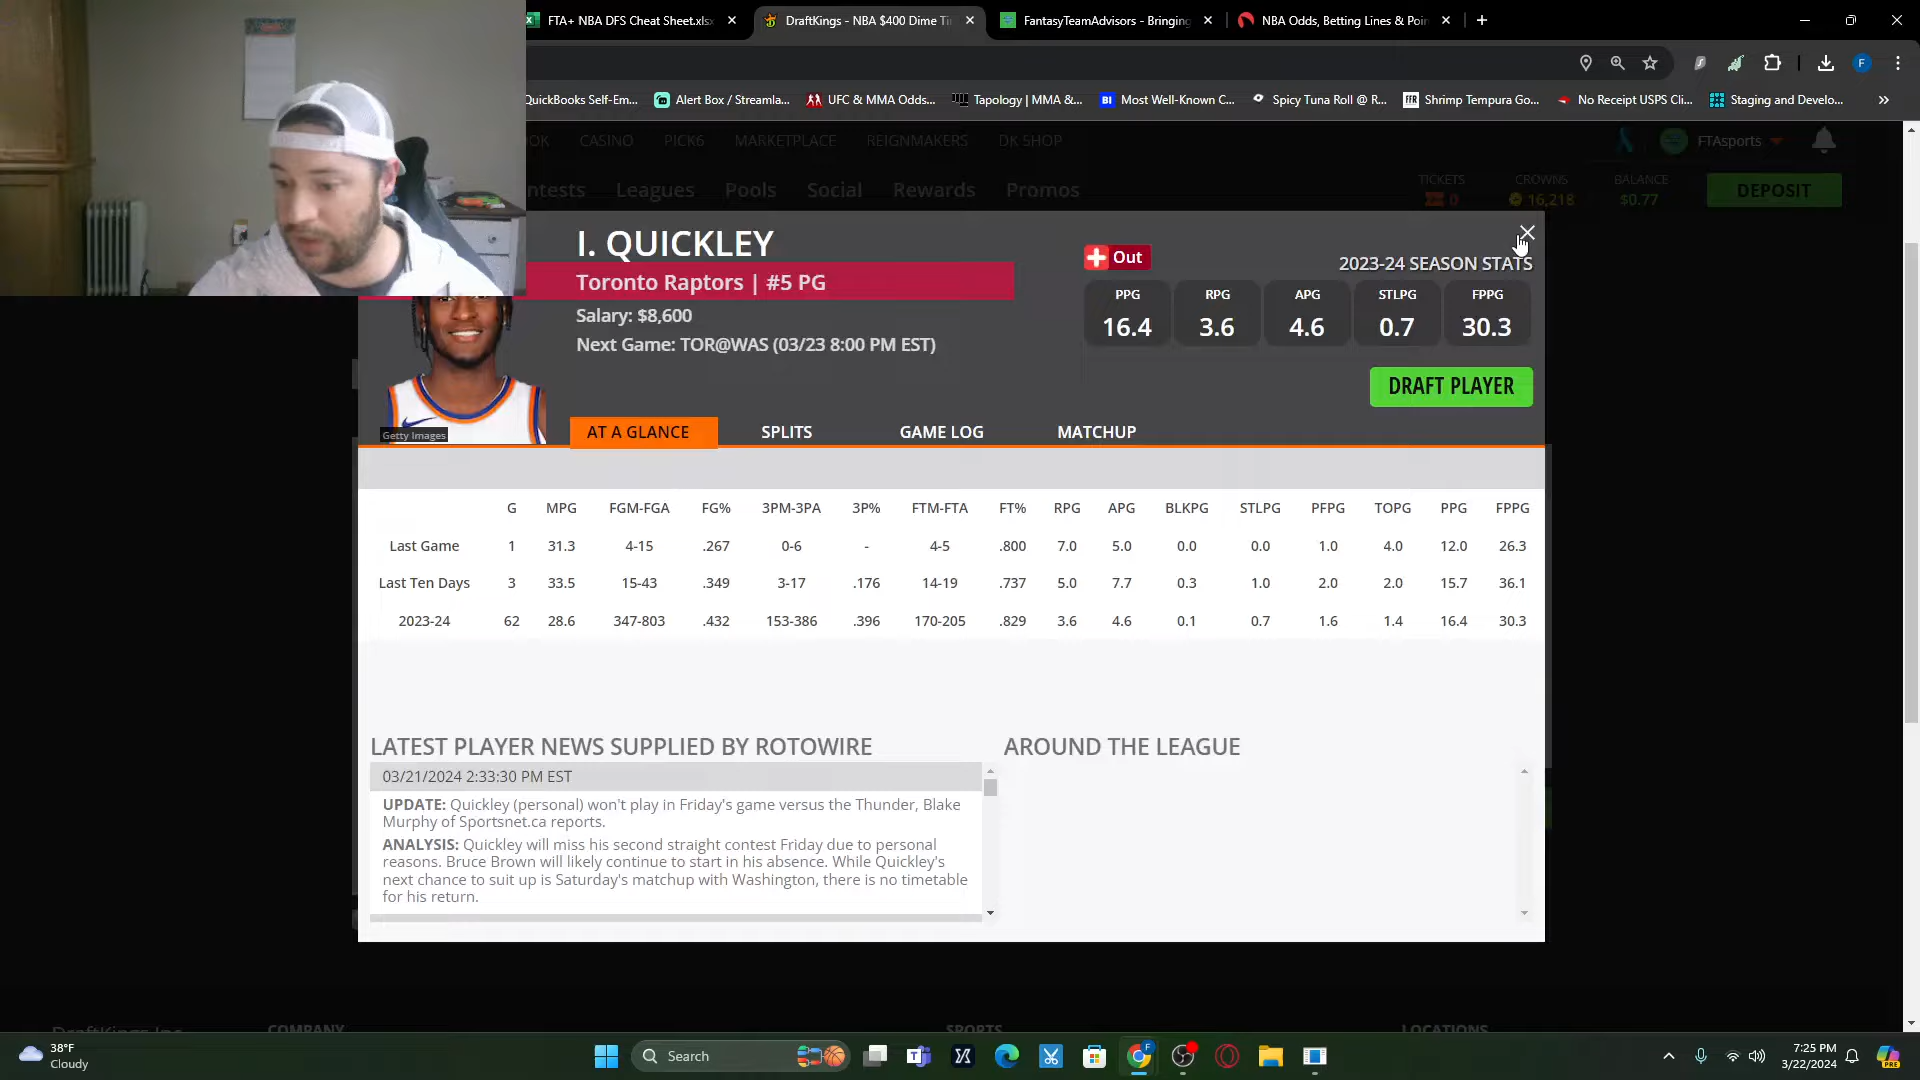 FTA+ NBA DFS Cheat Sheet.xlsx
DraftKings - NBA $400 Dime Ti
FantasyTeamAdvisors - Bringing
NBA Odds, Betting Lines & Poin
QuickBooks Self-Em...
Alert Box / Streamla...
UFC & MMA Odds...
Tapology | MMA &...
BI Most Well-Known C...
Spicy Tuna Roll @ R...
FFR Shrimp Tempura Go...
No Receipt USPS Cli...
Staging and Develo...
»
OK CASINO PICK6 MARKETPLACE REIGNMAKERS DK SHOP
FTAsports
ntests Leagues Pools Social Rewards Promos
TICKETS CROWNS BALANCE
0 16,218 $0.77
DEPOSIT
I. QUICKLEY
Toronto Raptors | #5 PG
Salary: $8,600
Next Game: TOR@WAS (03/23 8:00 PM EST)
Out
2023-24 SEASON STATS
PPG RPG APG STLPG FPPG
16.4 3.6 4.6 0.7 30.3
DRAFT PLAYER
Getty Images
AT A GLANCE SPLITS GAME LOG MATCHUP
G MPG FGM-FGA FG% 3PM-3PA 3P% FTM-FTA FT% RPG APG BLKPG STLPG PFPG TOPG PPG FPPG
Last Game 1 31.3 4-15 .267 0-6 - 4-5 .800 7.0 5.0 0.0 0.0 1.0 4.0 12.0 26.3
Last Ten Days 3 33.5 15-43 .349 3-17 .176 14-19 .737 5.0 7.7 0.3 1.0 2.0 2.0 15.7 36.1
2023-24 62 28.6 347-803 .432 153-386 .396 170-205 .829 3.6 4.6 0.1 0.7 1.6 1.4 16.4 30.3
LATEST PLAYER NEWS SUPPLIED BY ROTOWIRE
AROUND THE LEAGUE
03/21/2024 2:33:30 PM EST
UPDATE: Quickley (personal) won't play in Friday's game versus the Thunder, Blake
Murphy of Sportsnet.ca reports.
ANALYSIS: Quickley will miss his second straight contest Friday due to personal
reasons. Bruce Brown will likely continue to start in his absence. While Quickley's
next chance to suit up is Saturday's matchup with Washington, there is no timetable
for his return.
DraftKings Inc.
COMPANY
SPORTS
LOCATIONS
38°F
Cloudy
Search
7:25 PM
3/22/2024